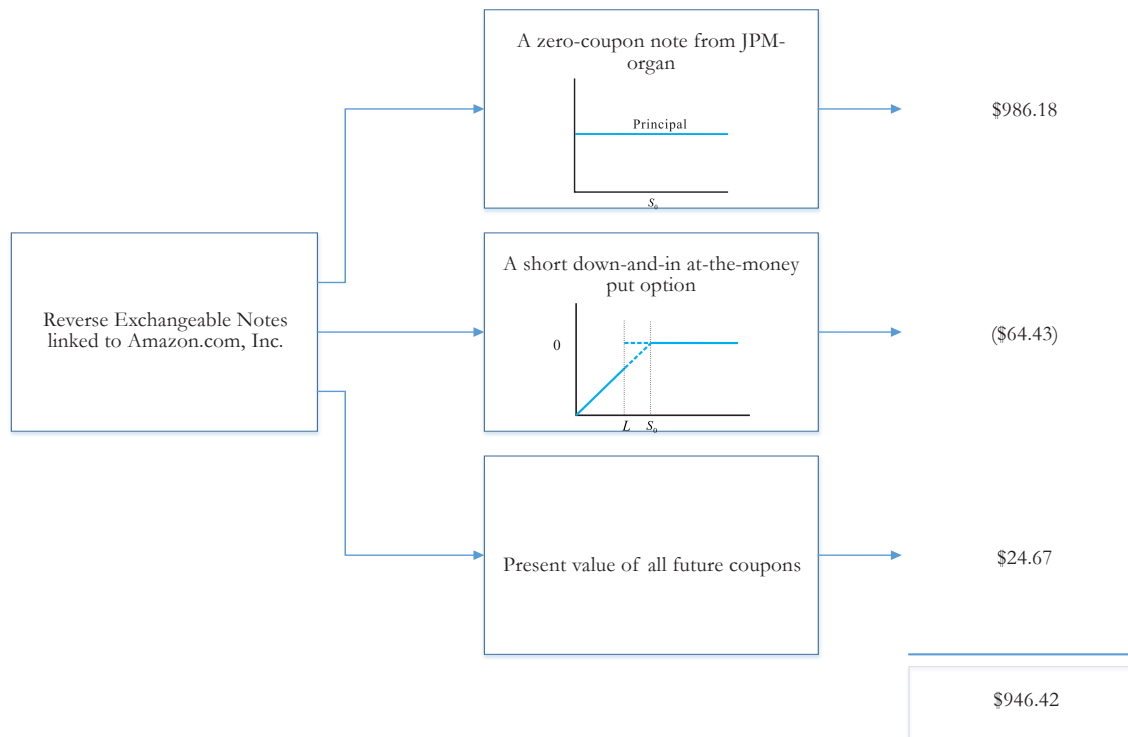 A zero-coupon note from JPM-
organ
Principal
S₀
$986.18
Reverse Exchangeable Notes
linked to Amazon.com, Inc.
A short down-and-in at-the-money
put option
0
L S₀
($64.43)
Present value of all future coupons
$24.67
$946.42